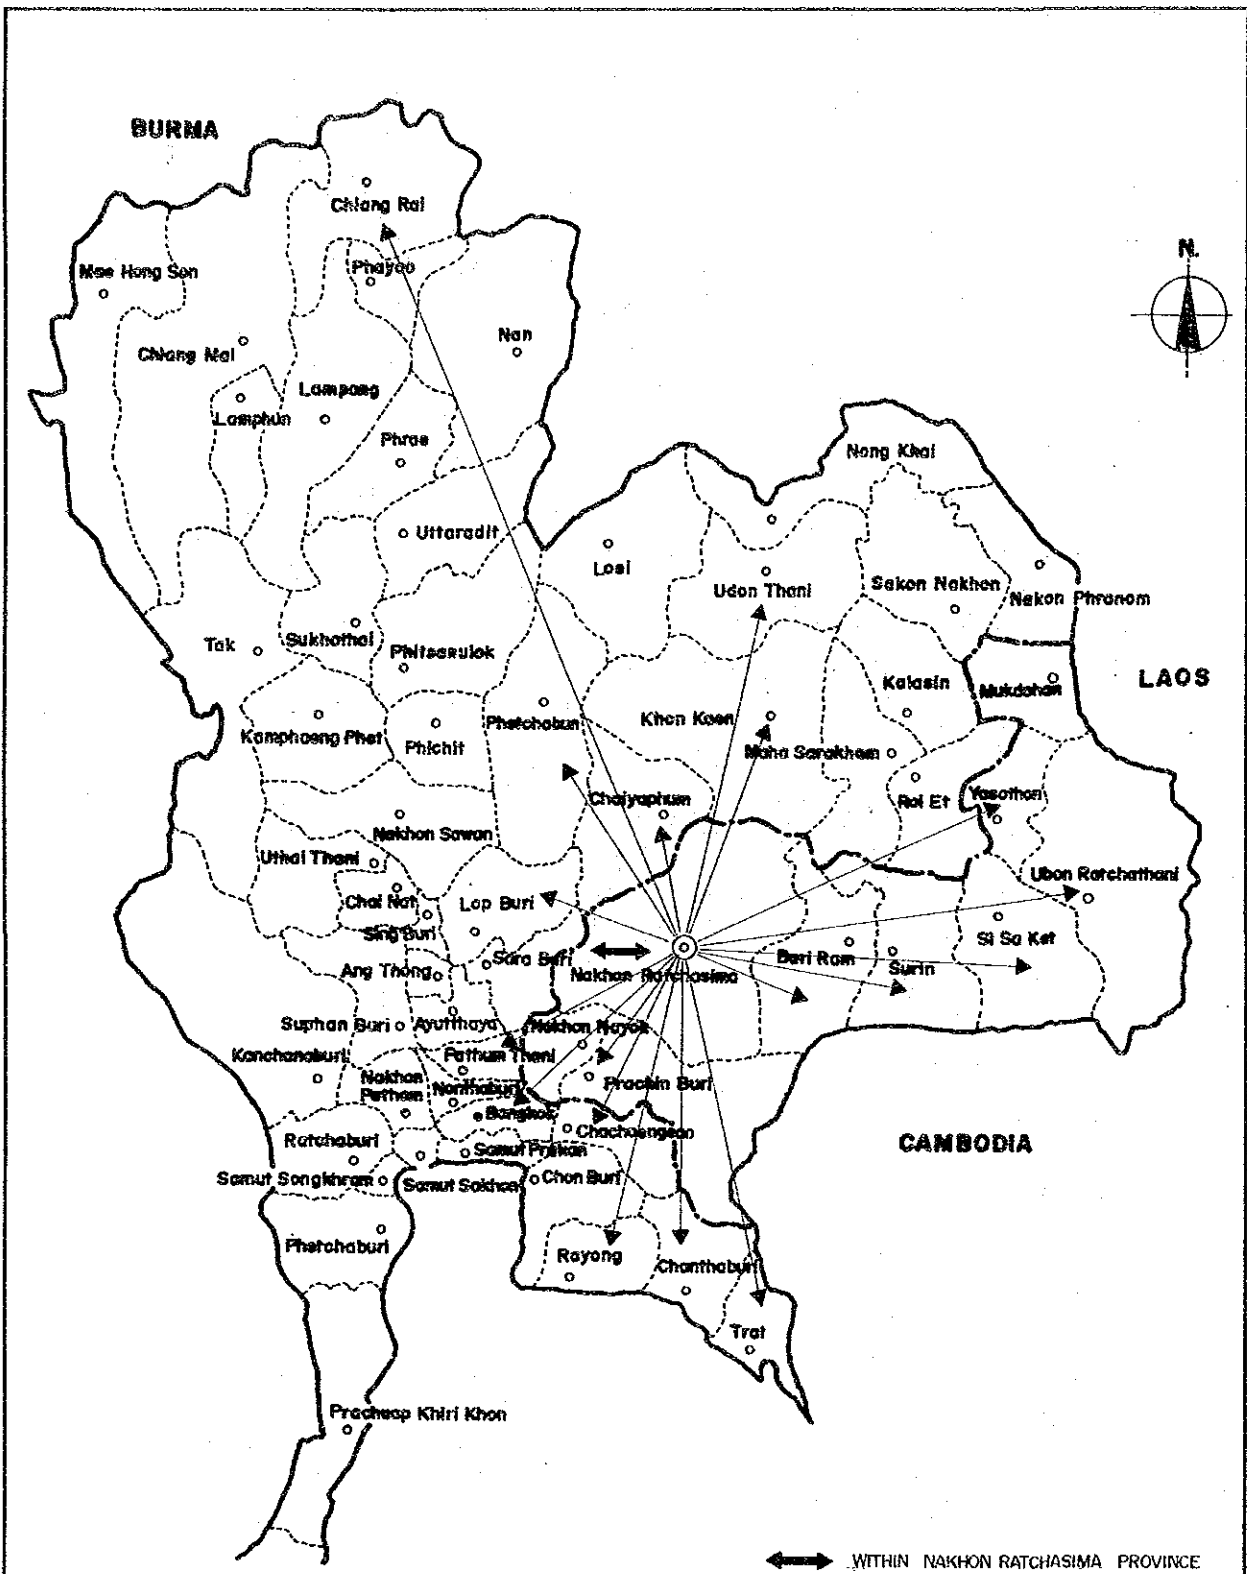 BURMA
N.
Chiang Rai
Phayao
Mae Hong Son
Nan
Chiang Mai
Lampang
Lamphun
Phrae
Nong Khai
Uttaradit
Loei
Udon Thani
Sakon Nakhon
Nakon Phranom
Tak
Sukhothai
Phitsanulok
LAOS
Kalasin
Mukdahan
Phetchabun
Khon Kaen
Kamphaeng Phet
Phichit
Maha Sarakham
Chaiyaphum
Roi Et
Yasothon
Nakhon Sawan
Uthai Thani
Ubon Ratchathani
Chai Nat
Lop Buri
Sing Buri
Si Sa Ket
Sara Buri
Buri Ram
Surin
Ang Thong
Nakhon Ratchasima
Suphan Buri
Ayutthaya
Nakhon Nayok
Kanchanaburi
Pathum Thani
Nakhon
Patham
Nonthaburi
Prachin Buri
Bangkok
Chachaengsao
Ratchaburi
Samut Prakan
CAMBODIA
Samut Songkhram
Samut Sakhon
Chon Buri
Phetchaburi
Rayong
Chanthaburi
Trat
Pracheap Khiri Khon
WITHIN NAKHON RATCHASIMA PROVINCE